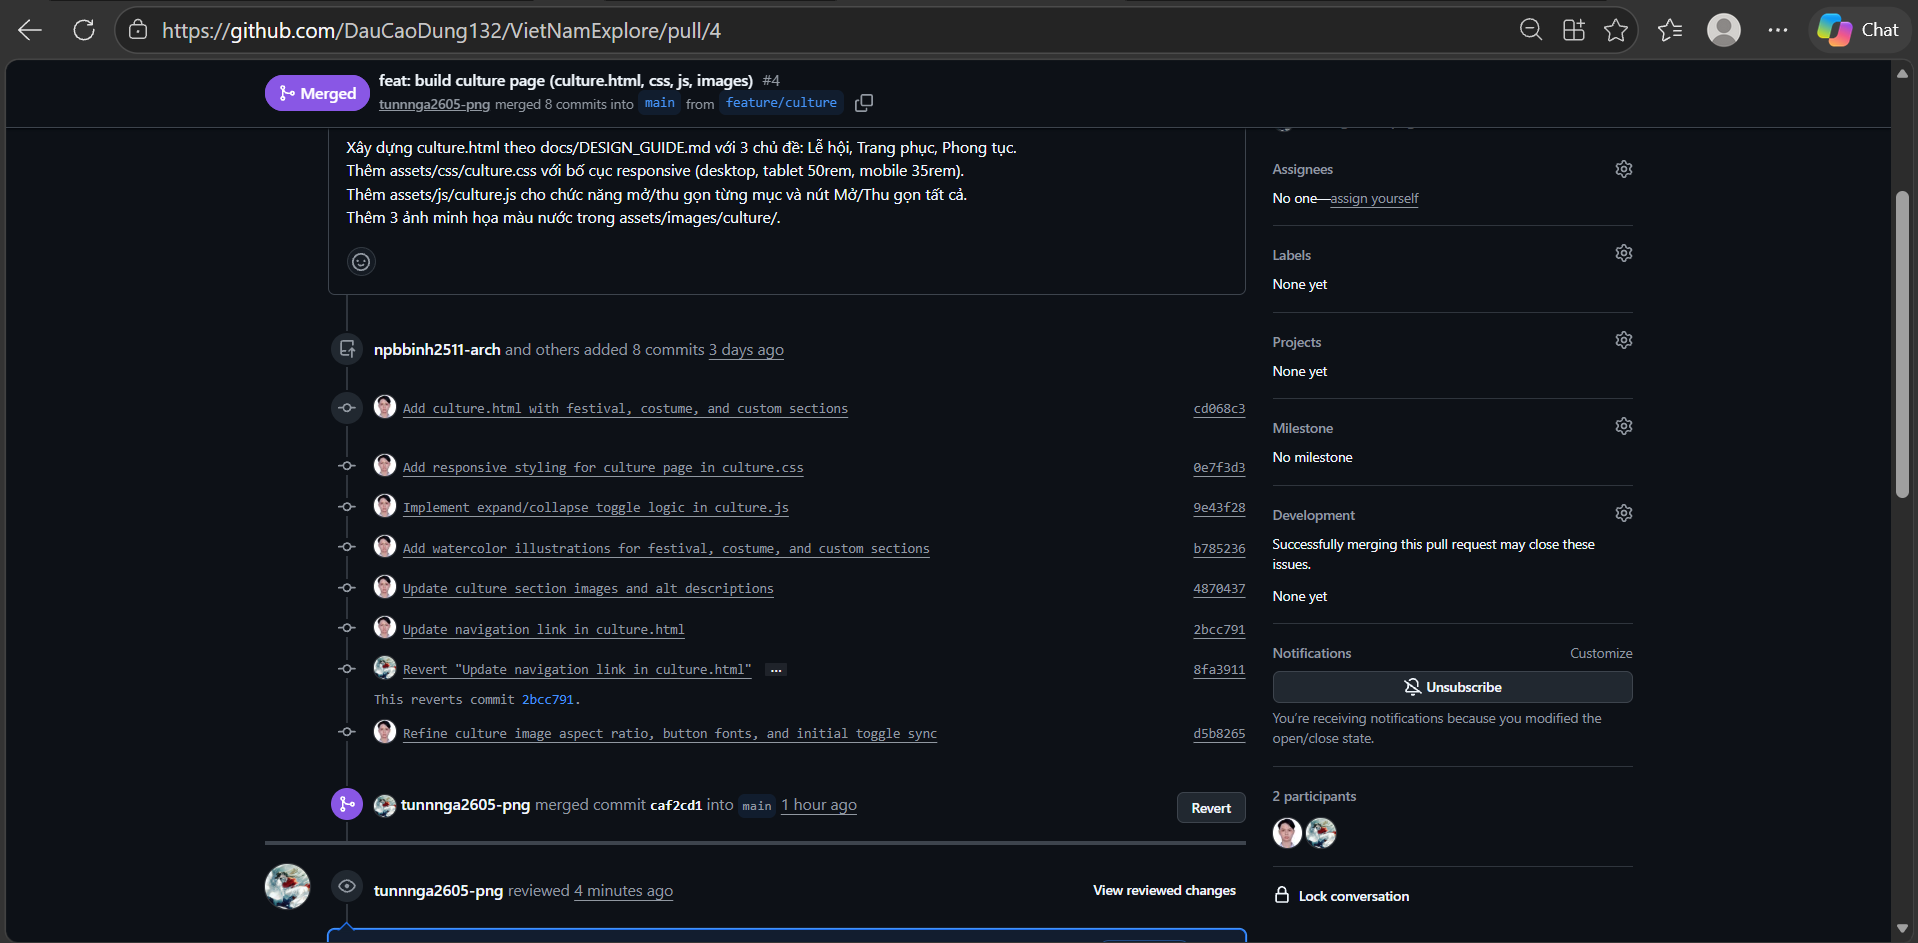 https://github.com/DauCaoDung132/VietNamExplore/pull/4
Chat
Merged
feat: build culture page (culture.html, css, js, images) #4
tunnnga2605-png merged 8 commits into main from feature/culture
Xây dựng culture.html theo docs/DESIGN_GUIDE.md với 3 chủ đề: Lễ hội, Trang phục, Phong tục.
Thêm assets/css/culture.css với bố cục responsive (desktop, tablet 50rem, mobile 35rem).
Thêm assets/js/culture.js cho chức năng mở/thu gọn từng mục và nút Mở/Thu gọn tất cả.
Thêm 3 ảnh minh họa màu nước trong assets/images/culture/.
npbbinh2511-arch and others added 8 commits 3 days ago
Add culture.html with festival, costume, and custom sections cd068c3
Add responsive styling for culture page in culture.css 0e7f3d3
Implement expand/collapse toggle logic in culture.js 9e43f28
Add watercolor illustrations for festival, costume, and custom sections b785236
Update culture section images and alt descriptions 4870437
Update navigation link in culture.html 2bcc791
Revert "Update navigation link in culture.html" … 8fa3911
This reverts commit 2bcc791.
Refine culture image aspect ratio, button fonts, and initial toggle sync d5b8265
tunnnga2605-png merged commit caf2cd1 into main 1 hour ago
Revert
tunnnga2605-png reviewed 4 minutes ago
View reviewed changes
Assignees
No one—assign yourself
Labels
None yet
Projects
None yet
Milestone
No milestone
Development
Successfully merging this pull request may close these
issues.
None yet
Notifications
Customize
Unsubscribe
You're receiving notifications because you modified the
open/close state.
2 participants
Lock conversation